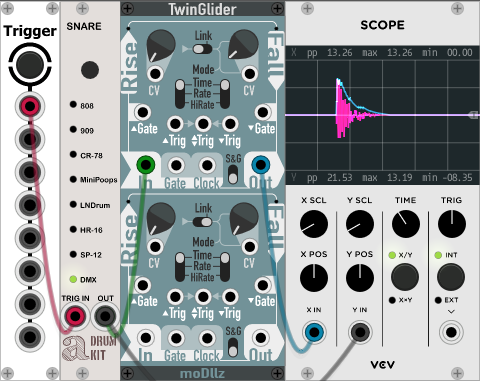 Trigger
SNARE
808
909
CR-78
MiniPoops
LNDrum
HR-16
SP-12
DMX
TRIG IN OUT
a DRUM
KIT
TwinGlider
Rise
Link
Fall
Mode
CV
Time
Rate
HiRate
CV
▲Gate
▼Gate
▲Trig ⬍Trig ▼Trig
S&G
In Gate Clock Out
Rise
Link
Fall
Mode
CV
Time
Rate
HiRate
CV
▲Gate
▼Gate
▲Trig ⬍Trig ▼Trig
S&G
In Gate Clock Out
moDllz
SCOPE
X pp 13.26 max 13.26 min 00.00
T
Y pp 21.53 max 13.19 min -08.35
X SCL Y SCL TIME TRIG
X POS Y POS X/Y INT
X×Y EXT
X IN Y IN
VCV